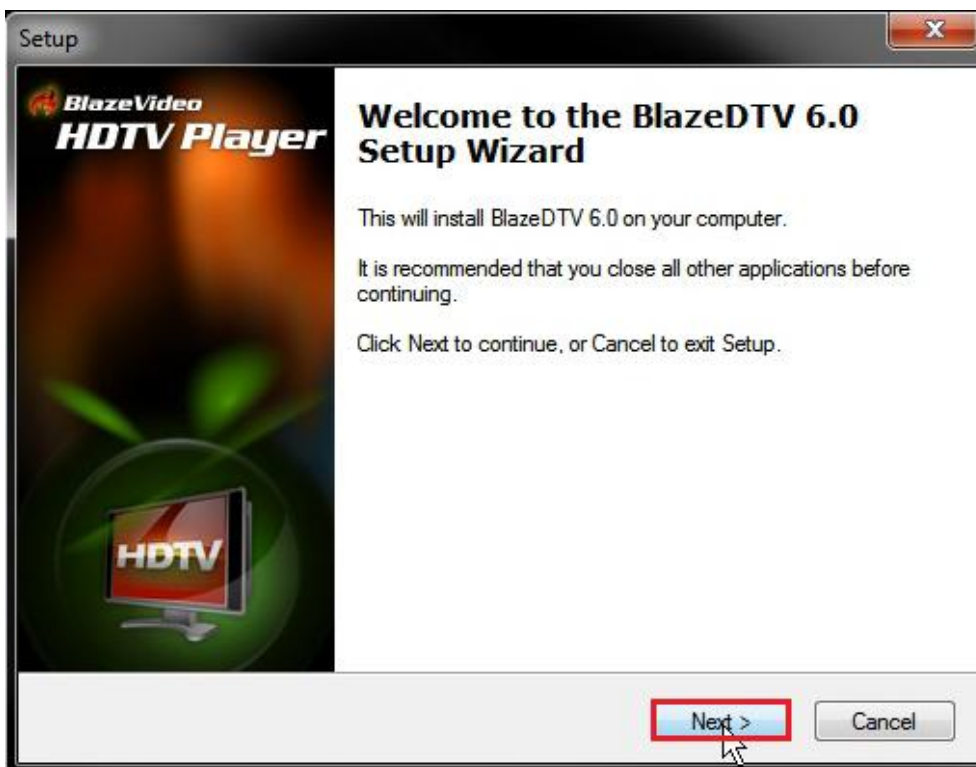 Setup
BlazeVideo
HDTV Player
Welcome to the BlazeDTV 6.0
Setup Wizard
This will install BlazeDTV 6.0 on your computer.
It is recommended that you close all other applications before
continuing.
Click Next to continue, or Cancel to exit Setup.
HDTV
Next >
Cancel